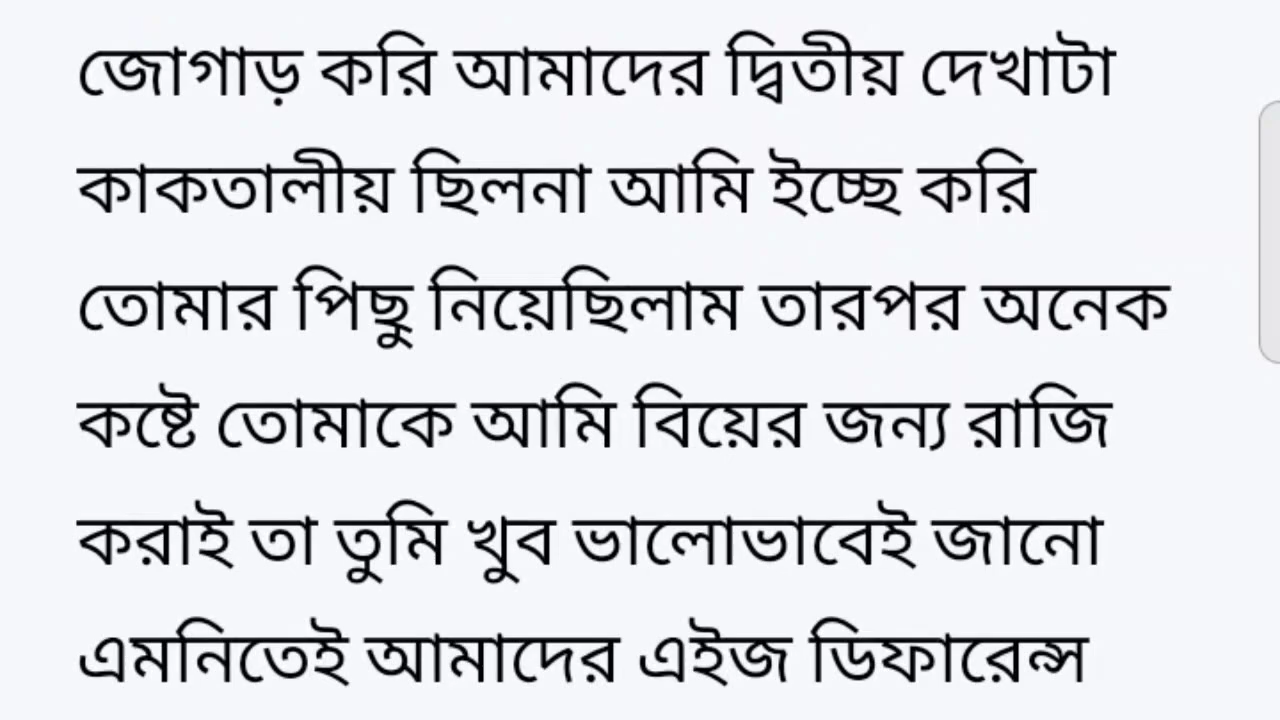 জোগাড় করি আমাদের দ্বিতীয় দেখাটা
কাকতালীয় ছিলনা আমি ইচ্ছে করি
তোমার পিছু নিয়েছিলাম তারপর অনেক
কষ্টে তোমাকে আমি বিয়ের জন্য রাজি
করাই তা তুমি খুব ভালোভাবেই জানো
এমনিতেই আমাদের এইজ ডিফারেন্স